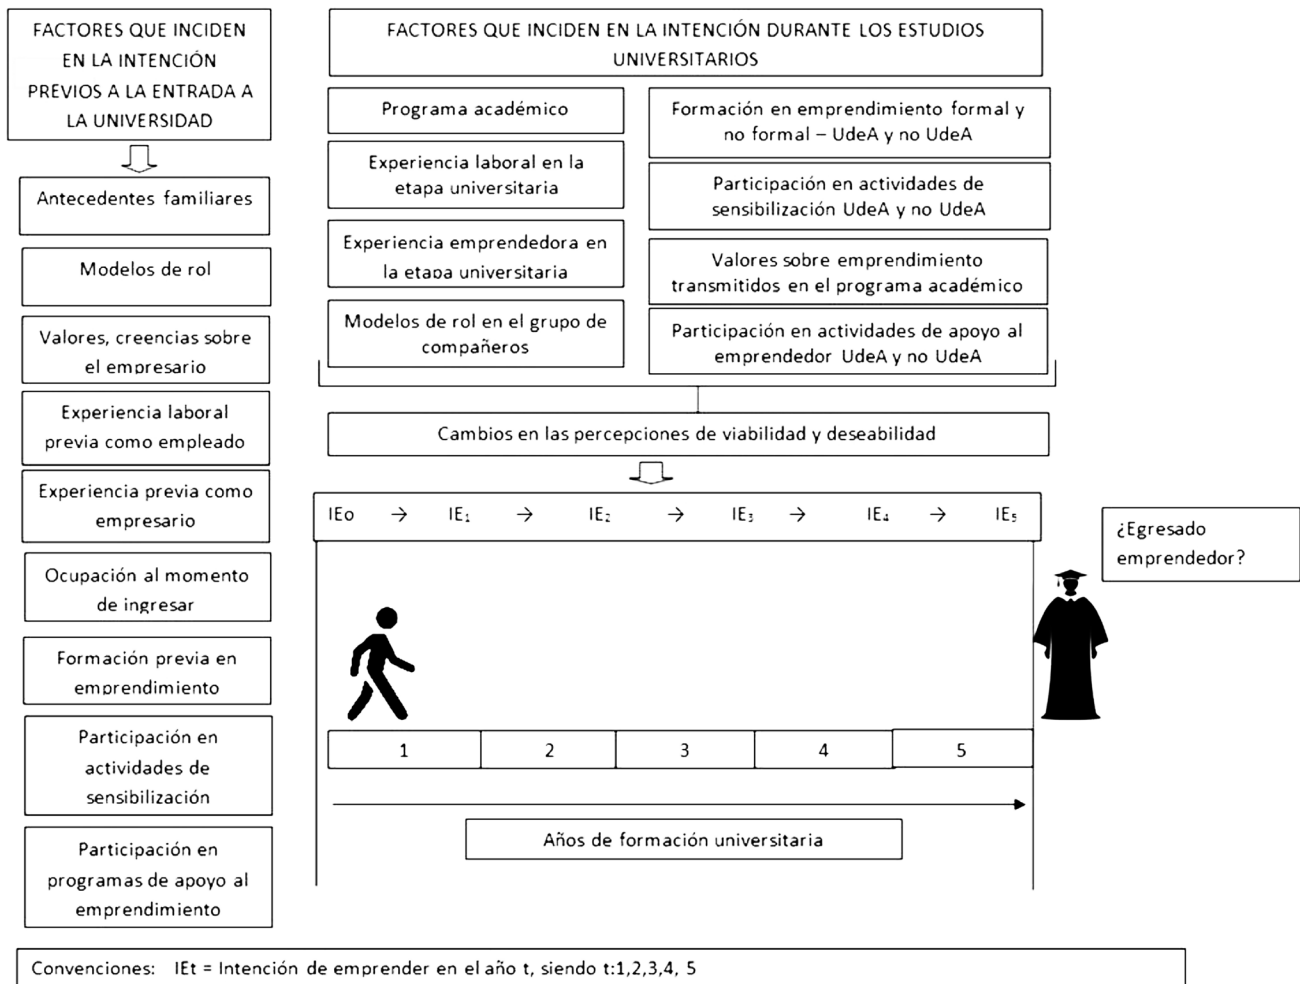 FACTORES QUE INCIDEN
EN LA INTENCIÓN
PREVIOS A LA ENTRADA A
LA UNIVERSIDAD
Antecedentes familiares
Modelos de rol
Valores, creencias sobre
el empresario
Experiencia laboral
previa como empleado
Experiencia previa como
empresario
Ocupación al momento
de ingresar
Formación previa en
emprendimiento
Participación en
actividades de
sensibilización
Participación en
programas de apoyo al
emprendimiento
FACTORES QUE INCIDEN EN LA INTENCIÓN DURANTE LOS ESTUDIOS
UNIVERSITARIOS
Programa académico
Experiencia laboral en la
etapa universitaria
Experiencia emprendedora en
la etapa universitaria
Modelos de rol en el grupo de
compañeros
Formación en emprendimiento formal y
no formal – UdeA y no UdeA
Participación en actividades de
sensibilización UdeA y no UdeA
Valores sobre emprendimiento
transmitidos en el programa académico
Participación en actividades de apoyo al
emprendedor UdeA y no UdeA
Cambios en las percepciones de viabilidad y deseabilidad
IEo → IE₁ → IE₂ → IE₃ → IE₄ → IE₅
¿Egresado
emprendedor?
1 2 3 4 5
Años de formación universitaria
Convenciones: IEt = Intención de emprender en el año t, siendo t:1,2,3,4, 5